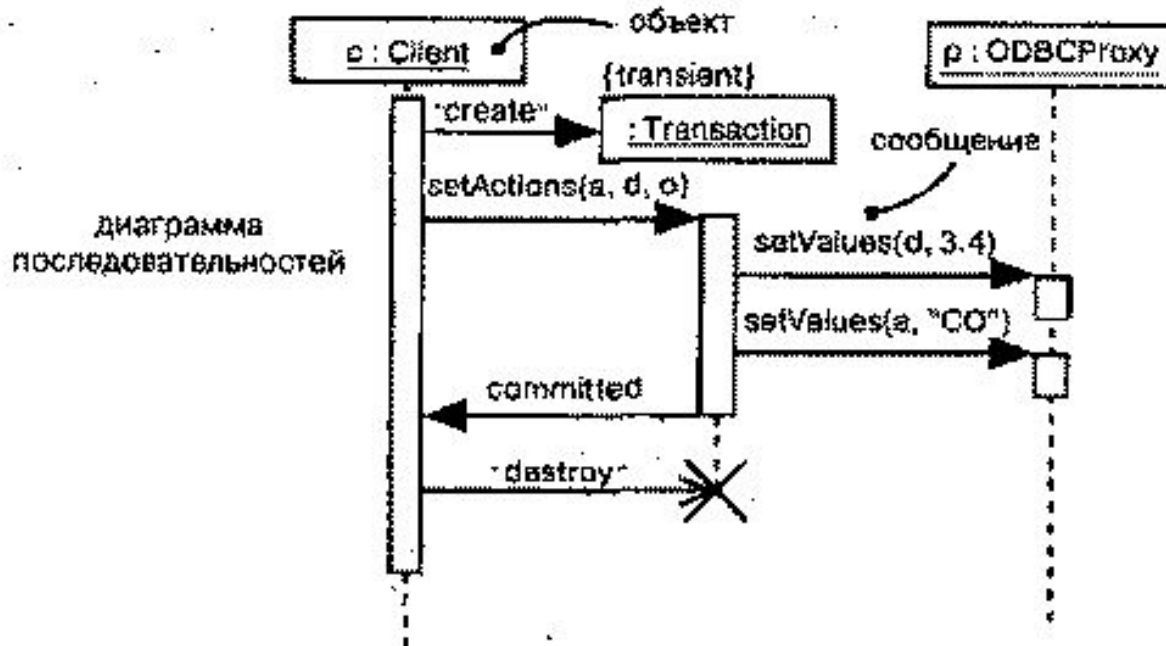 объект
c : Client
p : ODBCProxy
{transient}
"create"
: Transaction
сообщение
setActions(a, d, o)
диаграмма
последовательностей
setValues(d, 3.4)
setValues(a, "CO")
committed
"destroy"